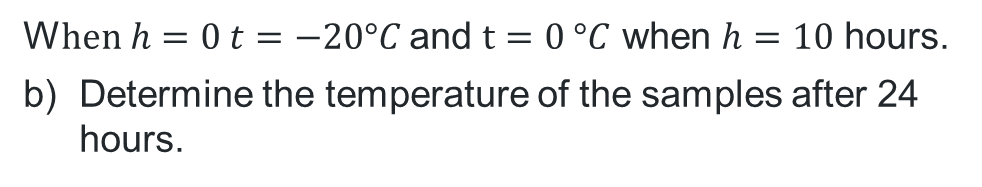 When h = 0 t = −20°C and t = 0 °C when h = 10 hours.
b) Determine the temperature of the samples after 24
hours.